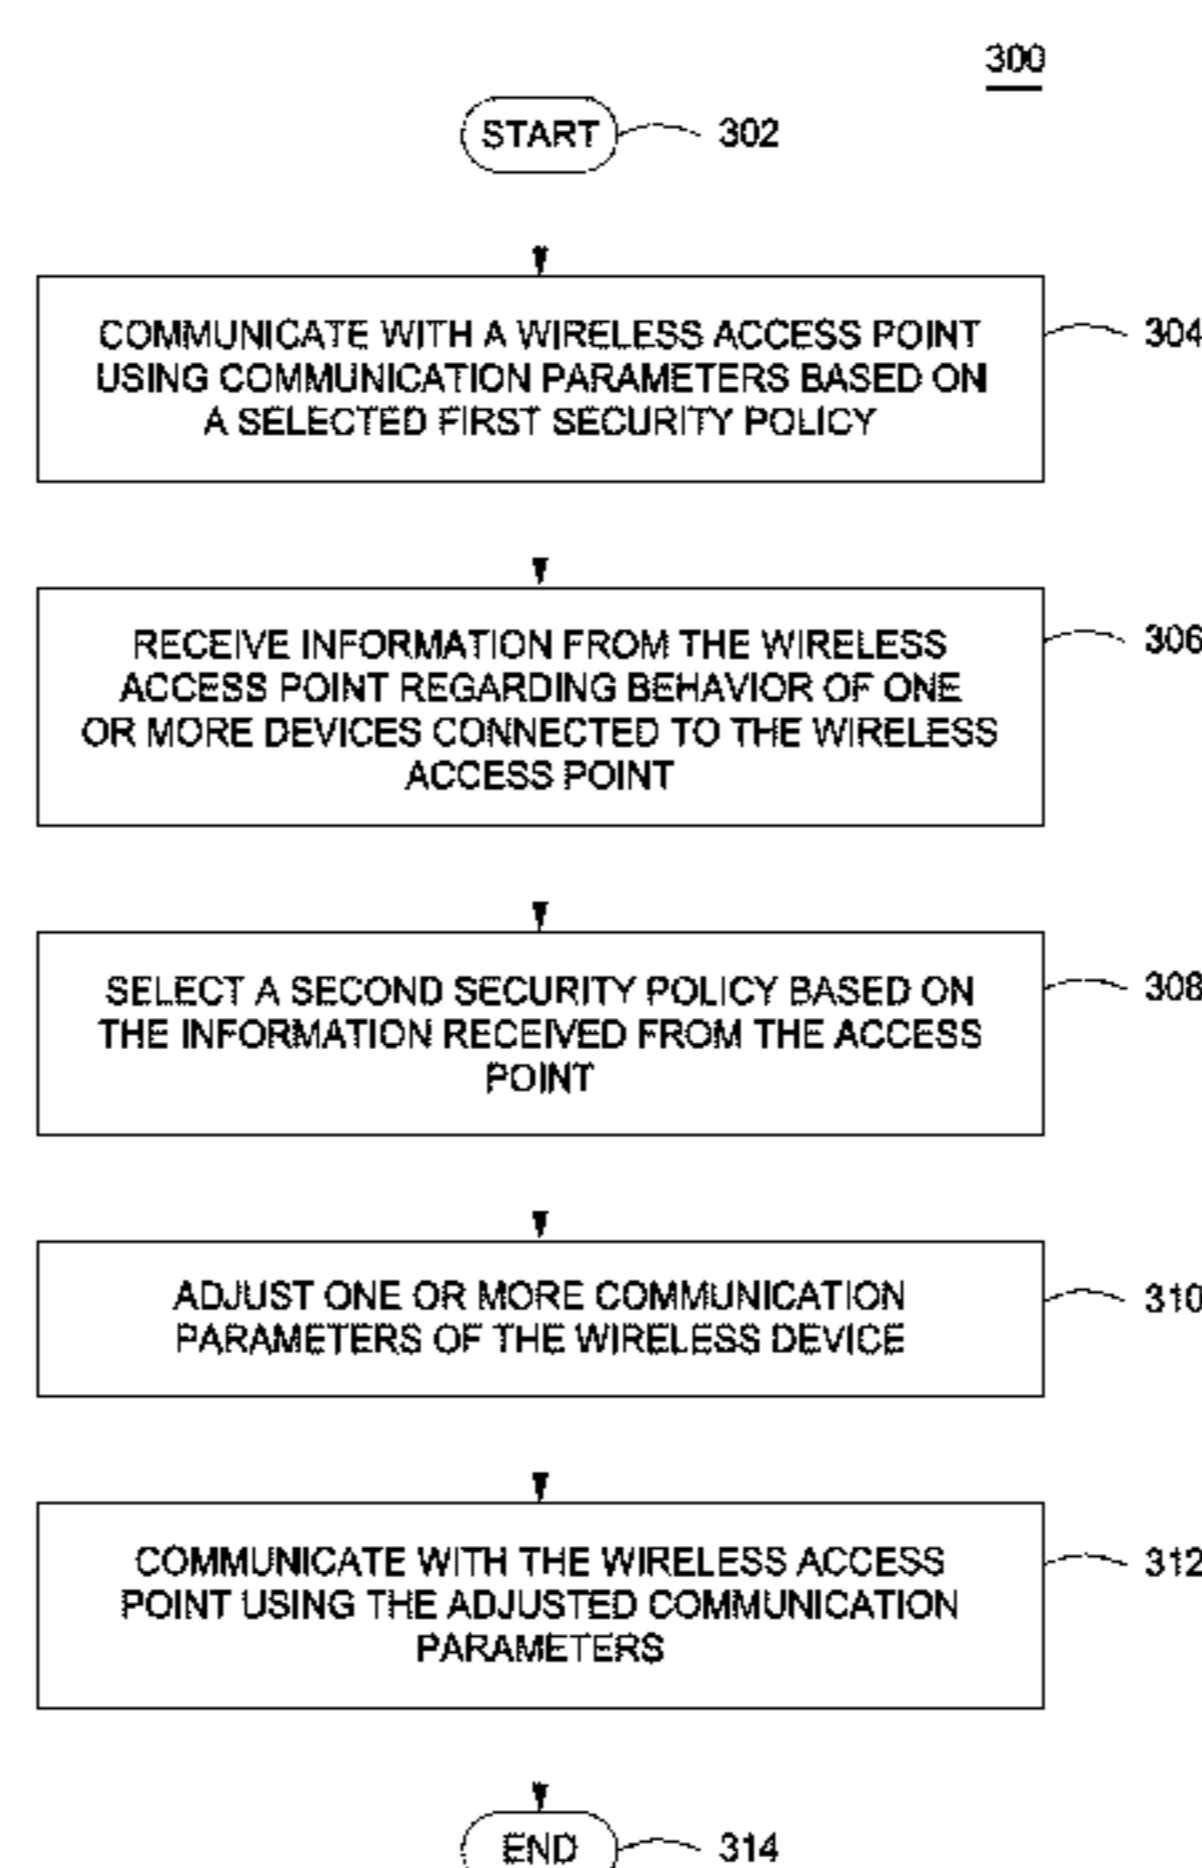 300
START 302
COMMUNICATE WITH A WIRELESS ACCESS POINT
USING COMMUNICATION PARAMETERS BASED ON
A SELECTED FIRST SECURITY POLICY
304
RECEIVE INFORMATION FROM THE WIRELESS
ACCESS POINT REGARDING BEHAVIOR OF ONE
OR MORE DEVICES CONNECTED TO THE WIRELESS
ACCESS POINT
306
SELECT A SECOND SECURITY POLICY BASED ON
THE INFORMATION RECEIVED FROM THE ACCESS
POINT
308
ADJUST ONE OR MORE COMMUNICATION
PARAMETERS OF THE WIRELESS DEVICE
310
COMMUNICATE WITH THE WIRELESS ACCESS
POINT USING THE ADJUSTED COMMUNICATION
PARAMETERS
312
END 314